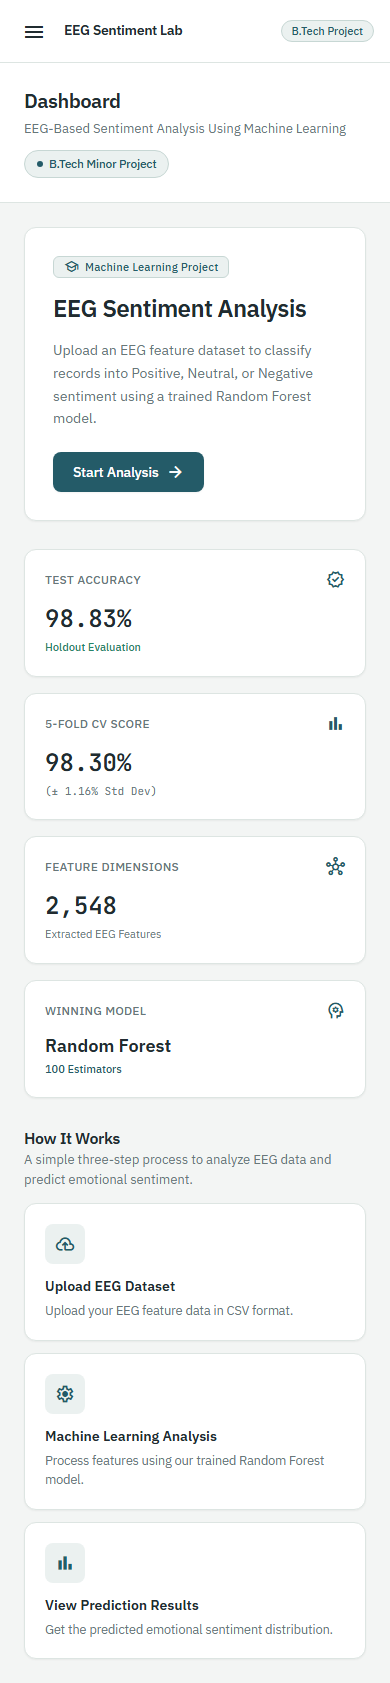 EEG Sentiment Lab
B.Tech Project
Dashboard
EEG-Based Sentiment Analysis Using Machine Learning
B.Tech Minor Project
Machine Learning Project
EEG Sentiment Analysis
Upload an EEG feature dataset to classify
records into Positive, Neutral, or Negative
sentiment using a trained Random Forest
model.
Start Analysis
TEST ACCURACY
98.83%
Holdout Evaluation
5-FOLD CV SCORE
98.30%
(± 1.16% Std Dev)
FEATURE DIMENSIONS
2,548
Extracted EEG Features
WINNING MODEL
Random Forest
100 Estimators
How It Works
A simple three-step process to analyze EEG data and
predict emotional sentiment.
Upload EEG Dataset
Upload your EEG feature data in CSV format.
Machine Learning Analysis
Process features using our trained Random Forest
model.
View Prediction Results
Get the predicted emotional sentiment distribution.